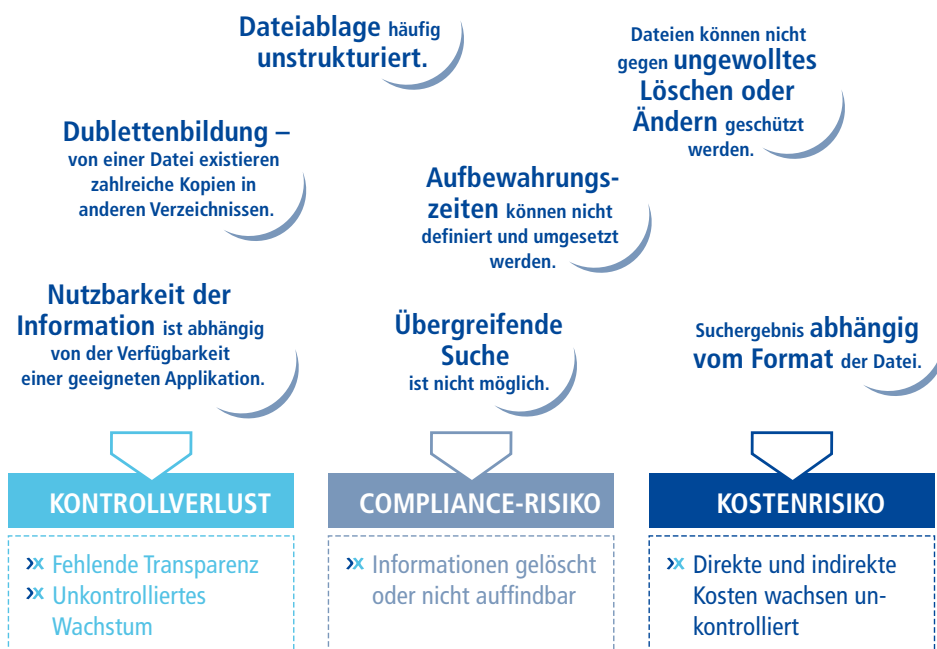 Dateiablage häufig
unstrukturiert.
Dateien können nicht
gegen ungewolltes
Löschen oder
Ändern geschützt
werden.
Dublettenbildung –
von einer Datei existieren
zahlreiche Kopien in
anderen Verzeichnissen.
Aufbewahrungs-
zeiten können nicht
definiert und umgesetzt
werden.
Nutzbarkeit der
Information ist abhängig
von der Verfügbarkeit
einer geeigneten Applikation.
Übergreifende
Suche
ist nicht möglich.
Suchergebnis abhängig
vom Format der Datei.
KONTROLLVERLUST
Fehlende Transparenz
Unkontrolliertes
Wachstum
COMPLIANCE-RISIKO
Informationen gelöscht
oder nicht auffindbar
KOSTENRISIKO
Direkte und indirekte
Kosten wachsen un-
kontrolliert